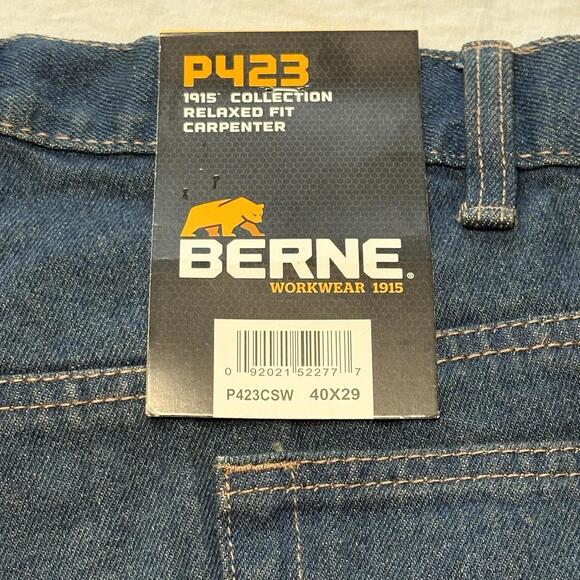 P423
1915™ COLLECTION
RELAXED FIT
CARPENTER
BERNE®
WORKWEAR 1915
0 92021 52277 7
P423CSW 40X29